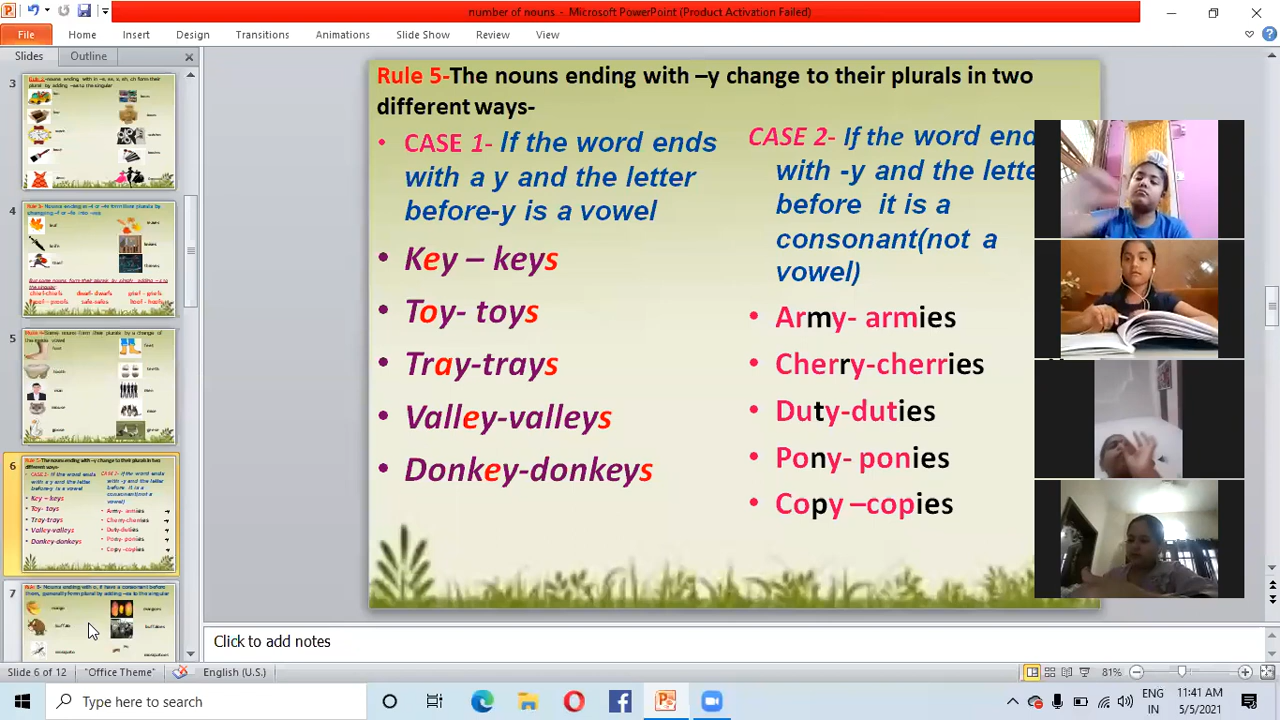 number of nouns - Microsoft PowerPoint (Product Activation Failed)
File Home Insert Design Transitions Animations Slide Show Review View
Slides Outline
3
4
5
6
7
Rule 5-The nouns ending with –y change to their plurals in two
different ways-
• CASE 1- If the word ends
with a y and the letter
before-y is a vowel
• Key – keys
• Toy- toys
• Tray-trays
• Valley-valleys
• Donkey-donkeys
CASE 2- If the word end
with -y and the lette
before it is a
consonant(not a
vowel)
• Army- armies
• Cherry-cherries
• Duty-duties
• Pony- ponies
• Copy –copies
Click to add notes
Slide 6 of 12 "Office Theme" English (U.S.) 81%
Type here to search
ENG
IN
11:41 AM
5/5/2021